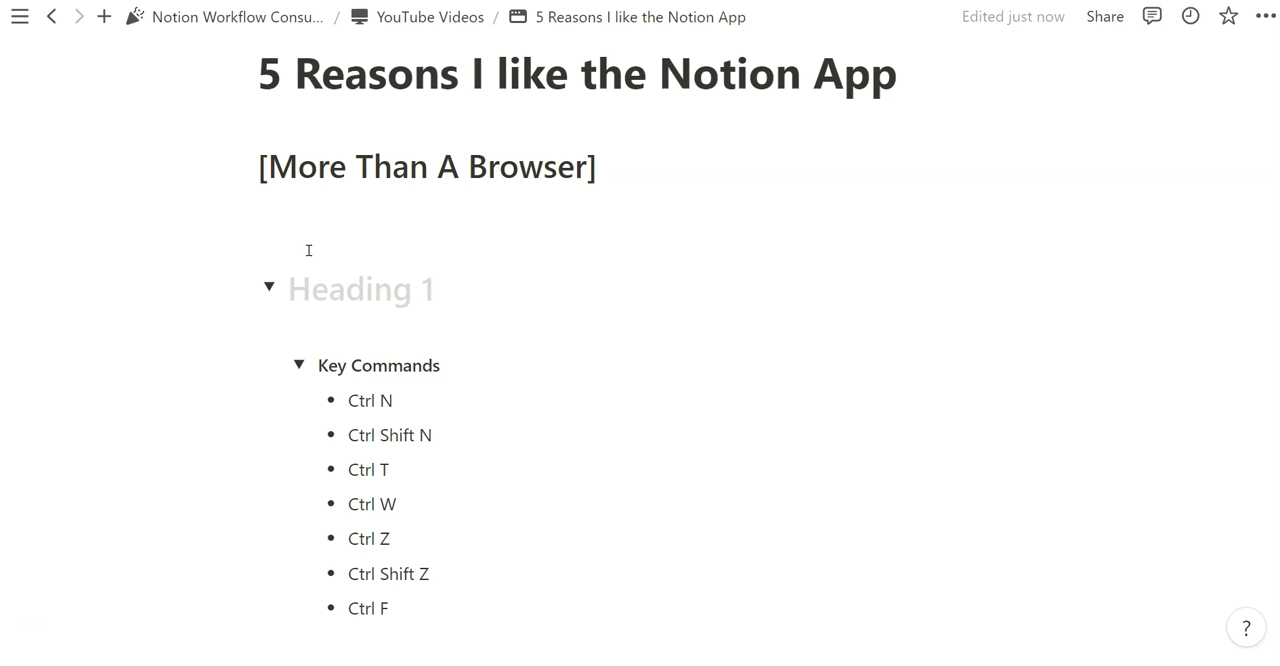 Notion Workflow Consu... / YouTube Videos / 5 Reasons I like the Notion App Edited just now Share
5 Reasons I like the Notion App
[More Than A Browser]
Heading 1
Key Commands
• Ctrl N
• Ctrl Shift N
• Ctrl T
• Ctrl W
• Ctrl Z
• Ctrl Shift Z
• Ctrl F
?